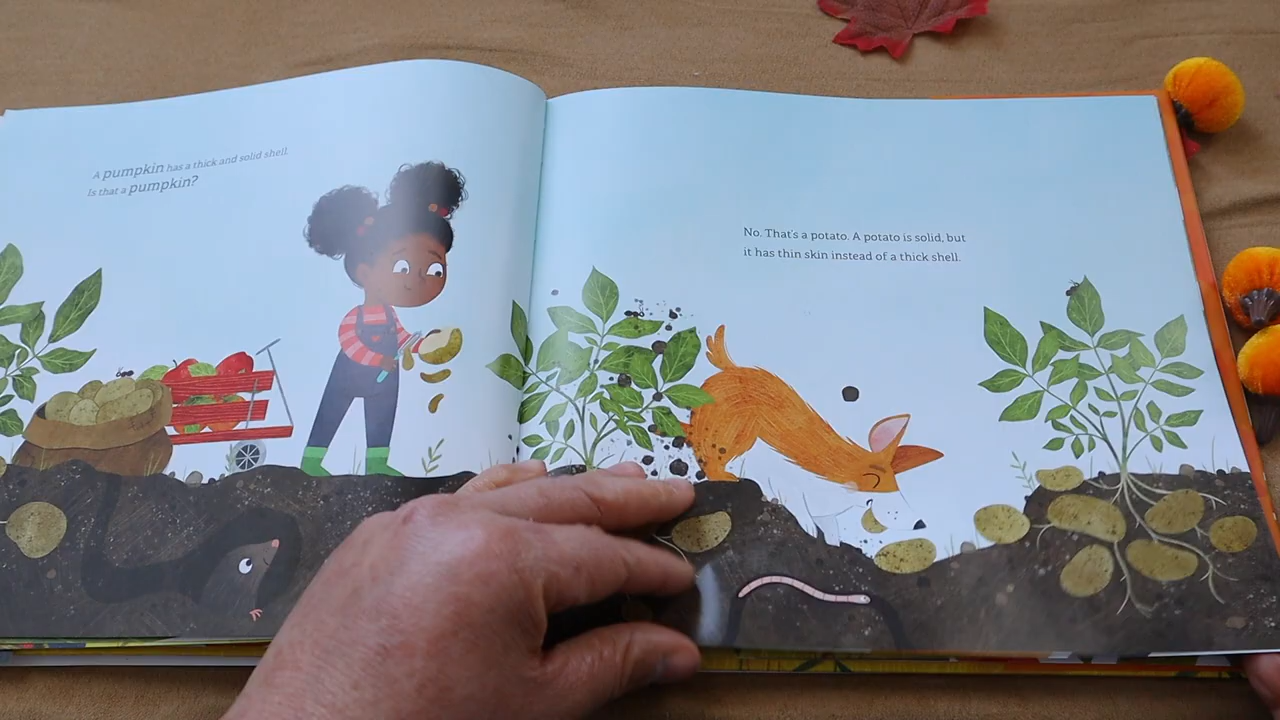 A pumpkin has a thick and solid shell.
Is that a pumpkin?
No. That's a potato. A potato is solid, but
it has thin skin instead of a thick shell.